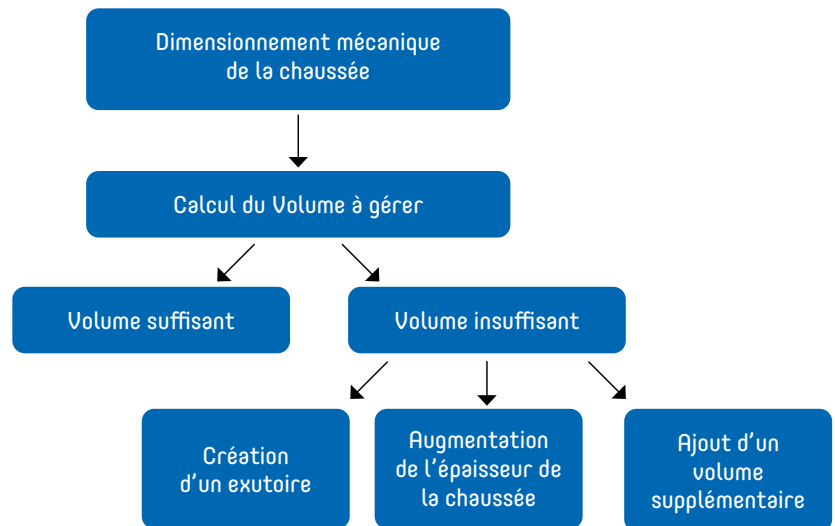 Dimensionnement mécanique
de la chaussée
Calcul du Volume à gérer
Volume suffisant
Volume insuffisant
Création
d'un exutoire
Augmentation
de l'épaisseur de
la chaussée
Ajout d'un
volume
supplémentaire